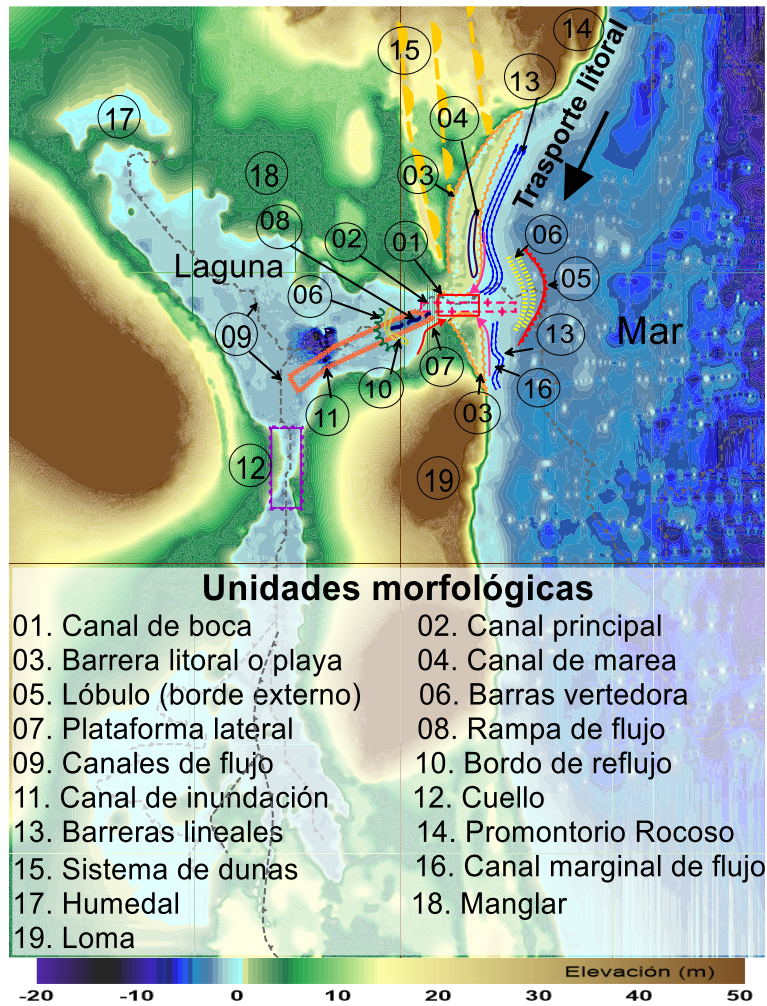 14
15
13
Trasporte litoral
04
17
18
03
08
02
01
06
Laguna
05
06
Mar
09
13
07
10
16
11
03
12
19
Unidades morfológicas
01. Canal de boca
02. Canal principal
03. Barrera litoral o playa
04. Canal de marea
05. Lóbulo (borde externo)
06. Barras vertedora
07. Plataforma lateral
08. Rampa de flujo
09. Canales de flujo
10. Bordo de reflujo
11. Canal de inundación
12. Cuello
13. Barreras lineales
14. Promontorio Rocoso
15. Sistema de dunas
16. Canal marginal de flujo
17. Humedal
18. Manglar
19. Loma
Elevación (m)
-20 -10 0 10 20 30 40 50